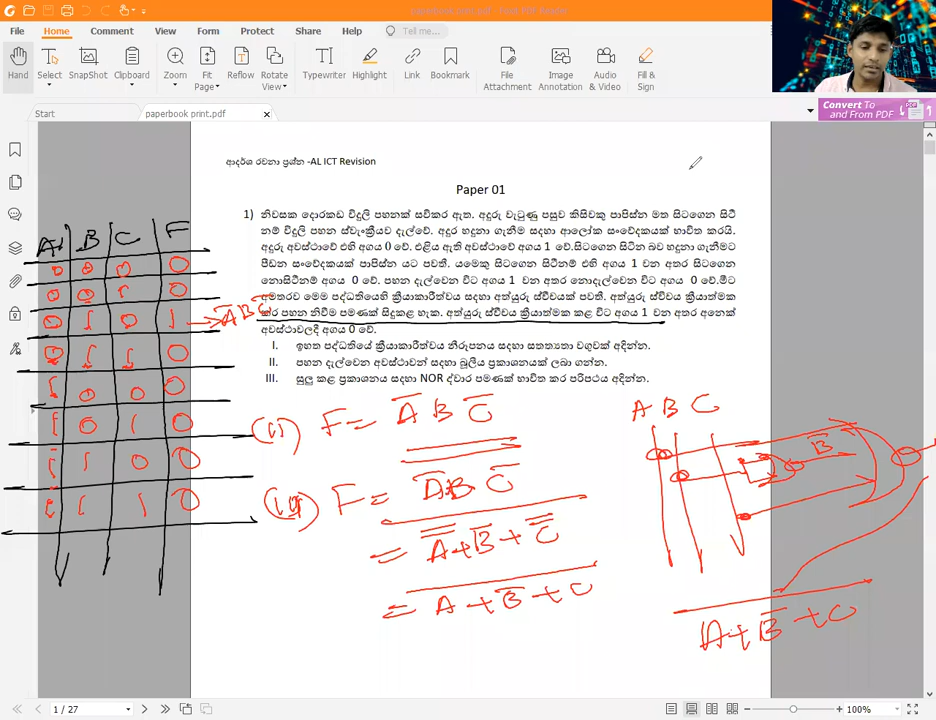 paperbook print.pdf - Foxit PDF Reader
File Home Comment View Form Protect Share Help Tell me...
Hand Select SnapShot Clipboard Zoom Fit Page Reflow Rotate View Typewriter Highlight Link Bookmark File Attachment Image Annotation Audio & Video Fill & Sign
Start paperbook print.pdf
Convert To and From PDF
ආදර්ශ රචනා ප්‍රශ්න -AL ICT Revision
Paper 01
1) නිවසක දොරකඩ විදුලි පහනක් සවිකර ඇත. අඳුරු වැටුණු පසුව කිසිවකු පාපිස්න මත සිටගෙන සිටී
නම් විදුලි පහන ස්වයංක්‍රීයව දැල්වේ. අඳුර හඳුනා ගැනීම සඳහා ආලෝක සංවේදකයක් භාවිත කරයි.
අඳුරු අවස්ථාවේ එහි අගය 0 වේ. එළිය ඇති අවස්ථාවේ අගය 1 වේ.සිටගෙන සිටින බව හඳුනා ගැනීමට
පීඩන සංවේදකයක් පාපිස්න යට පවතී. යමෙකු සිටගෙන සිටීනම් එහි අගය 1 වන අතර සිටගෙන
නොසිටීනම් අගය 0 වේ. පහන දැල්වෙන විට අගය 1 වන අතර නොදැල්වෙන විට අගය 0 වේ.මීට
අමතරව මෙම පද්ධතියෙහි ක්‍රියාකාරීත්වය සඳහා අත්යුරු ස්විචයක් පවතී. අත්යුරු ස්විචය ක්‍රියාත්මක
කර පහන නිවීම පමණක් සිදුකළ හැක. අත්යුරු ස්විචය ක්‍රියාත්මක කළ විට අගය 1 වන අතර අනෙක්
අවස්ථාවලදී අගය 0 වේ.
I. ඉහත පද්ධතියේ ක්‍රියාකාරීත්වය නිරූපනය සඳහා සත්‍යතා වගුවක් අඳින්න.
II. පහන දැල්වෙන අවස්ථාවන් සඳහා බූලීය ප්‍රකාශනයක් ලබා ගන්න.
III. සුලු කළ ප්‍රකාශනය සඳහා NOR ද්වාර පමණක් භාවිත කර පරිපථය අඳින්න.
A B C F
0 0 0 0
0 0 1 0
0 1 0 1 → A̅BC̅
0 1 1 0
1 0 0 0
1 0 1 0
1 1 0 0
1 1 1 0
(ii) F = A̅ B C̅
(iii) F = A̅.B C̅
= A̿ + B̅ + C̿
= A + B̅ + C
A B C
B̅
A + B̅ + C
1 / 27
100%